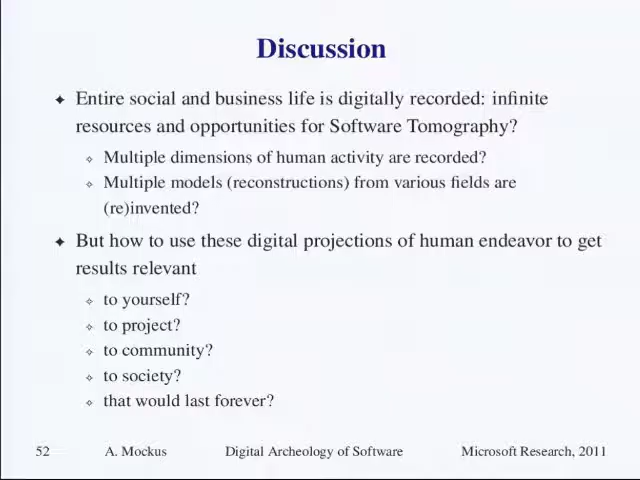 Discussion
✦ Entire social and business life is digitally recorded: infinite
resources and opportunities for Software Tomography?
✧ Multiple dimensions of human activity are recorded?
✧ Multiple models (reconstructions) from various fields are
(re)invented?
✦ But how to use these digital projections of human endeavor to get
results relevant
✧ to yourself?
✧ to project?
✧ to community?
✧ to society?
✧ that would last forever?
52 A. Mockus Digital Archeology of Software Microsoft Research, 2011